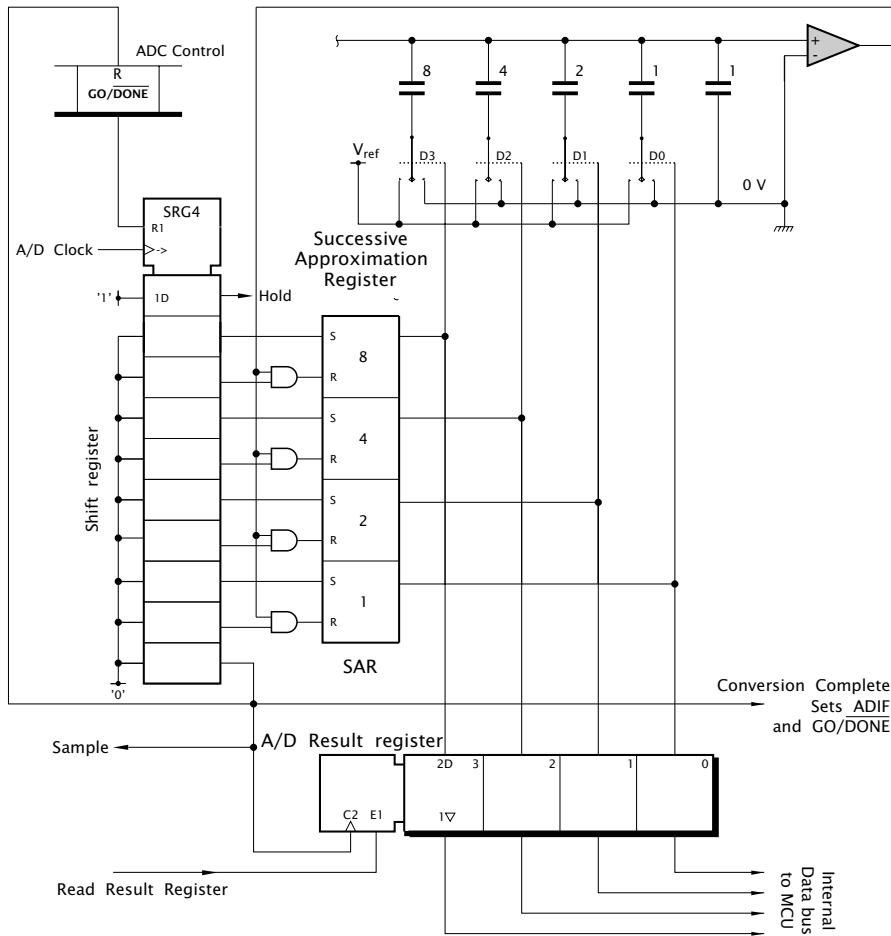 ADC Control
R
GO/DONE
8
4
2
1
1
+
-
Vref
D3
D2
D1
D0
0 V
SRG4
R1
A/D Clock
->
Successive
Approximation
Register
'1'
1D
Hold
S
8
R
S
4
R
S
2
R
S
1
R
Shift register
SAR
'0'
Conversion Complete
Sets ADIF
and GO/DONE
Sample
A/D Result register
2D
3
2
1
0
C2
E1
1▽
Read Result Register
Internal
Data bus
to MCU